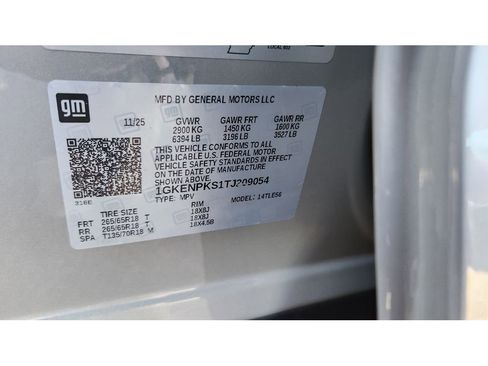 LOCAL 602
gm
MFD BY GENERAL MOTORS LLC
11/25 GVWR GAWR FRT GAWR RR
2900 KG 1450 KG 1600 KG
6394 LB 3196 LB 3527 LB
THIS VEHICLE CONFORMS TO ALL
APPLICABLE U.S. FEDERAL MOTOR
VEHICLE SAFETY STANDARDS IN
EFFECT ON THE DATE OF
MANUFACTURE SHOWN ABOVE.
1GKENPKS1TJ209054
TYPE: MPV MODEL: 14TLE56
316E
TIRE SIZE RIM
FRT 265/65R18 T 18X8J
RR 265/65R18 T 18X8J
SPA T135/70R18 M 18X4.5B